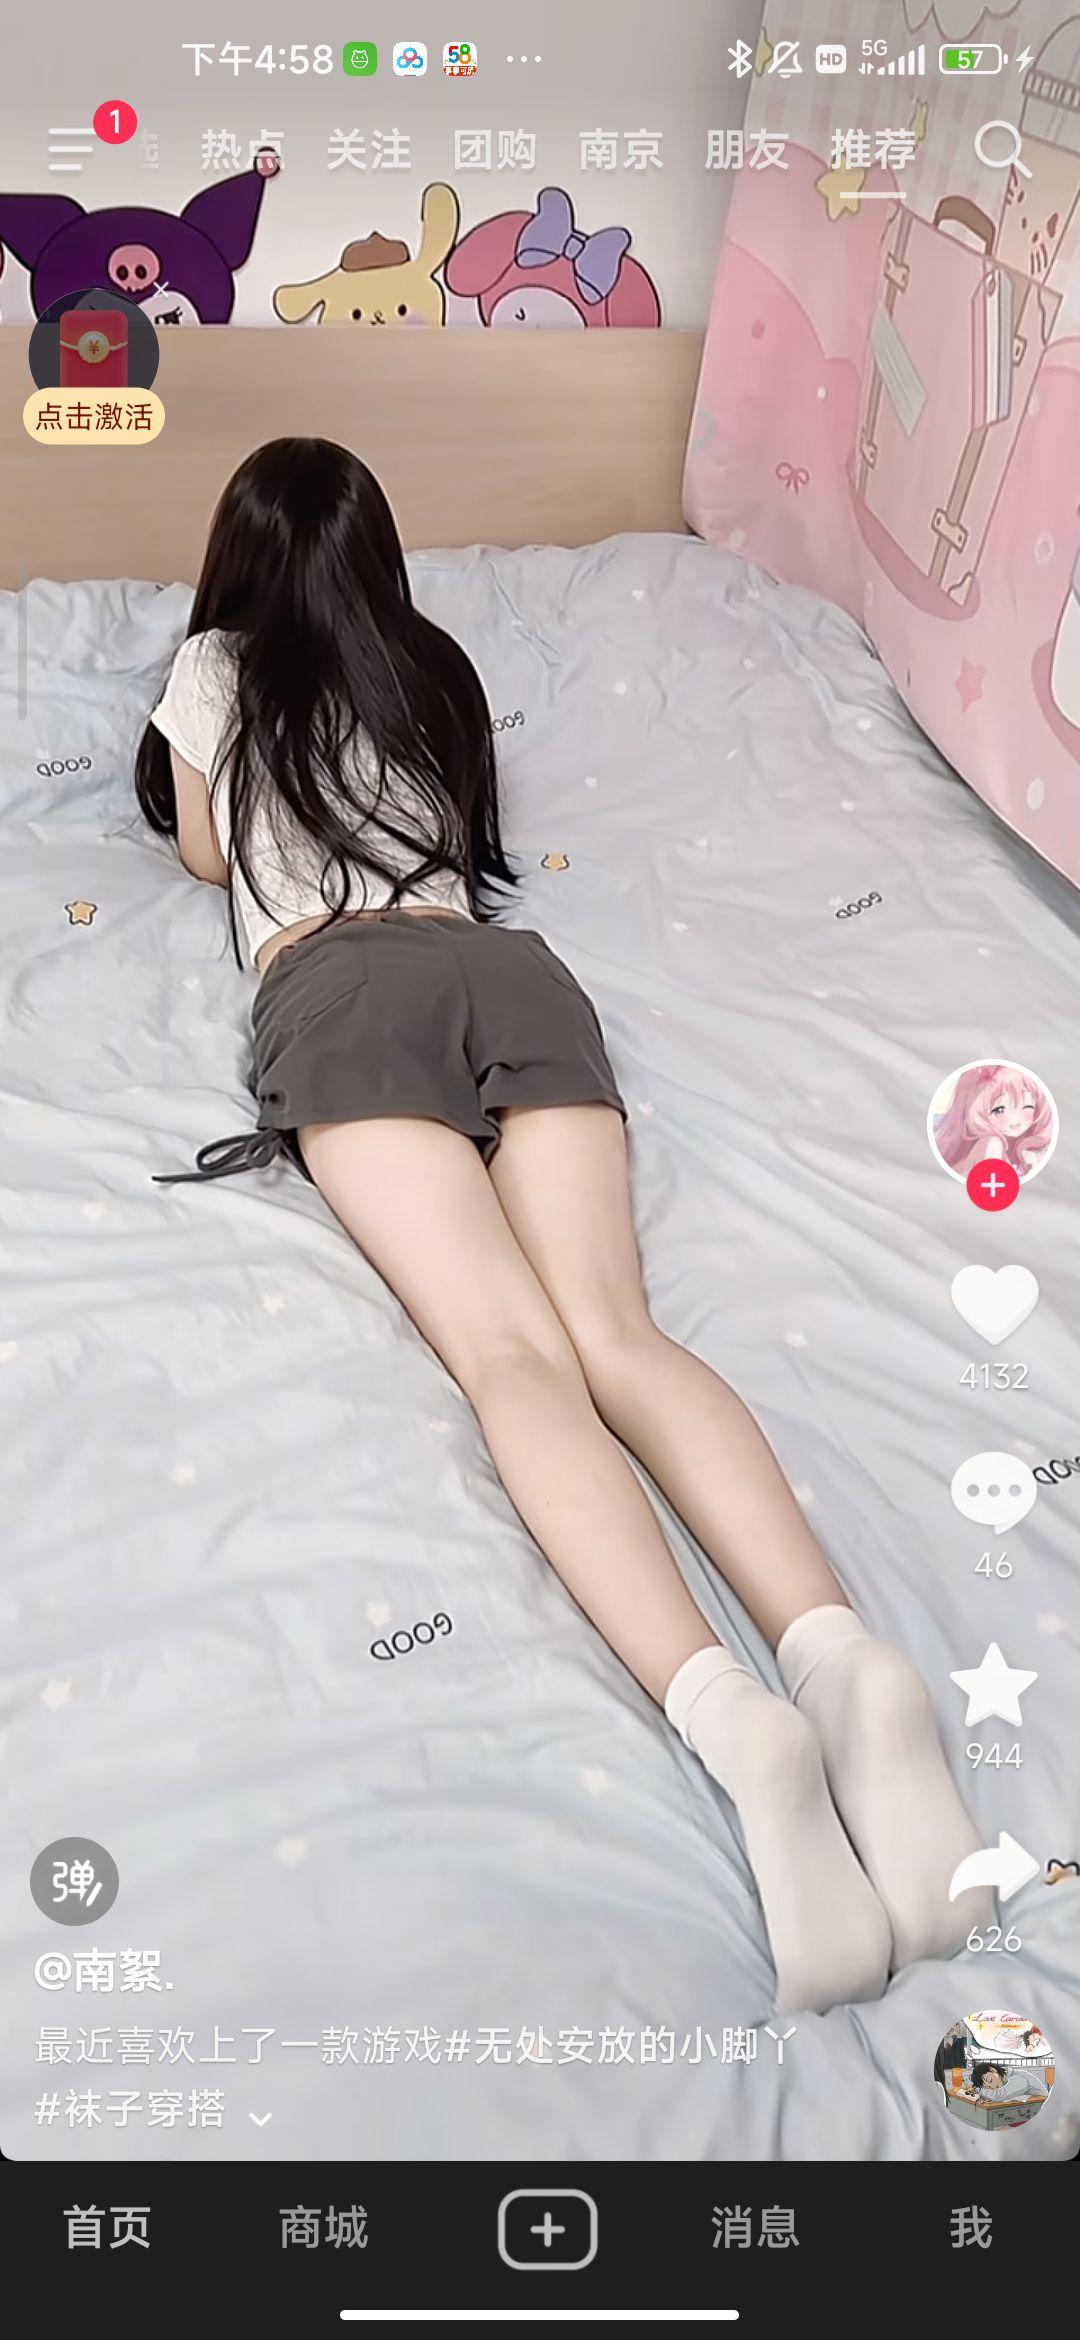 下午4:58
58
HD
5G
57
1
热点 关注 团购 南京 朋友 推荐
点击激活
GOOD
GOOD
GOOD
GOOD
4132
46
944
626
弹
@南絮.
最近喜欢上了一款游戏#无处安放的小脚丫
#袜子穿搭
首页 商城 消息 我